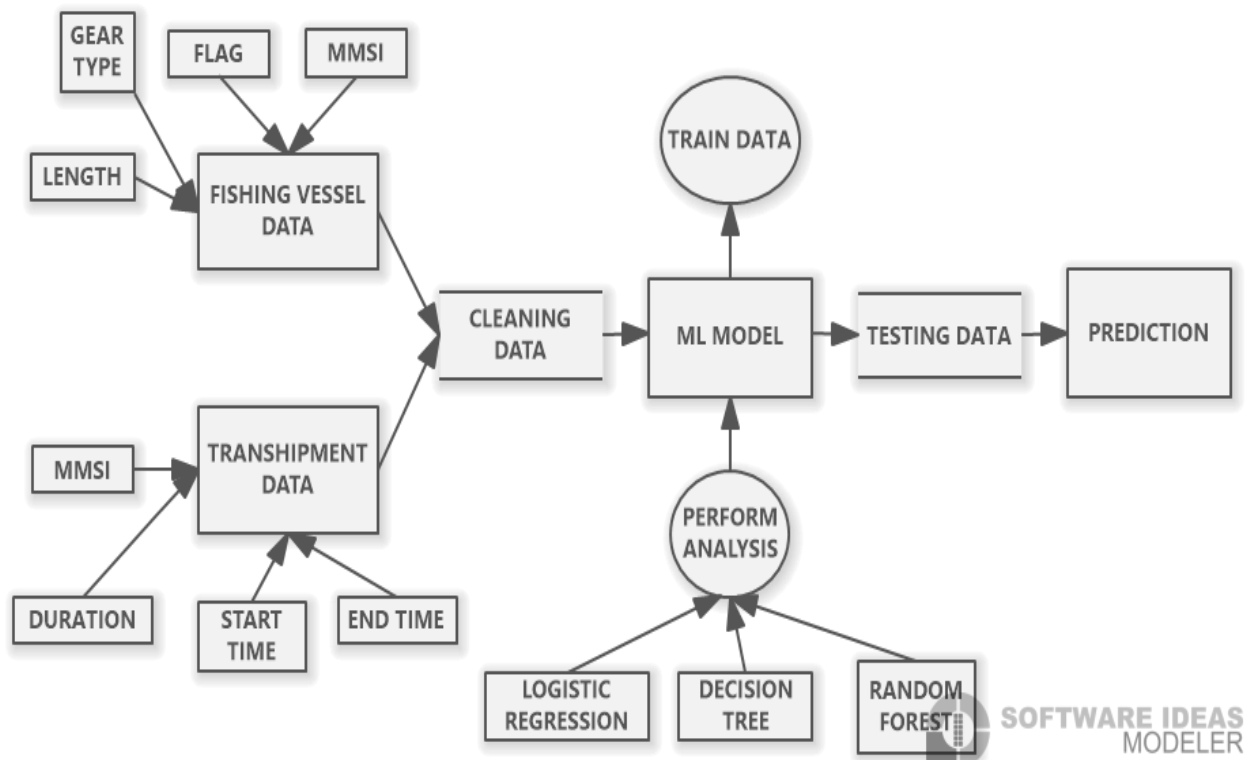 GEAR
TYPE
FLAG
MMSI
LENGTH
FISHING VESSEL
DATA
TRAIN DATA
CLEANING
DATA
ML MODEL
TESTING DATA
PREDICTION
MMSI
TRANSHIPMENT
DATA
DURATION
START
TIME
END TIME
PERFORM
ANALYSIS
LOGISTIC
REGRESSION
DECISION
TREE
RANDOM
FOREST
SOFTWARE IDEAS
MODELER